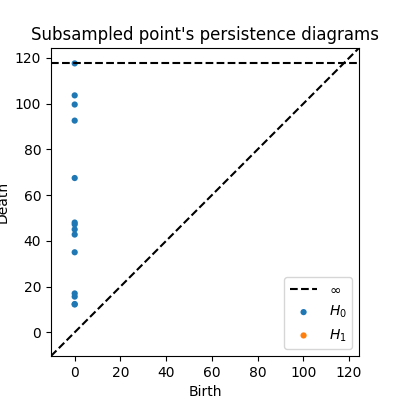 Subsampled point's persistence diagrams
120
100
80
60
40
20
0
Death
0 20 40 60 80 100 120
Birth
∞
H₀
H₁